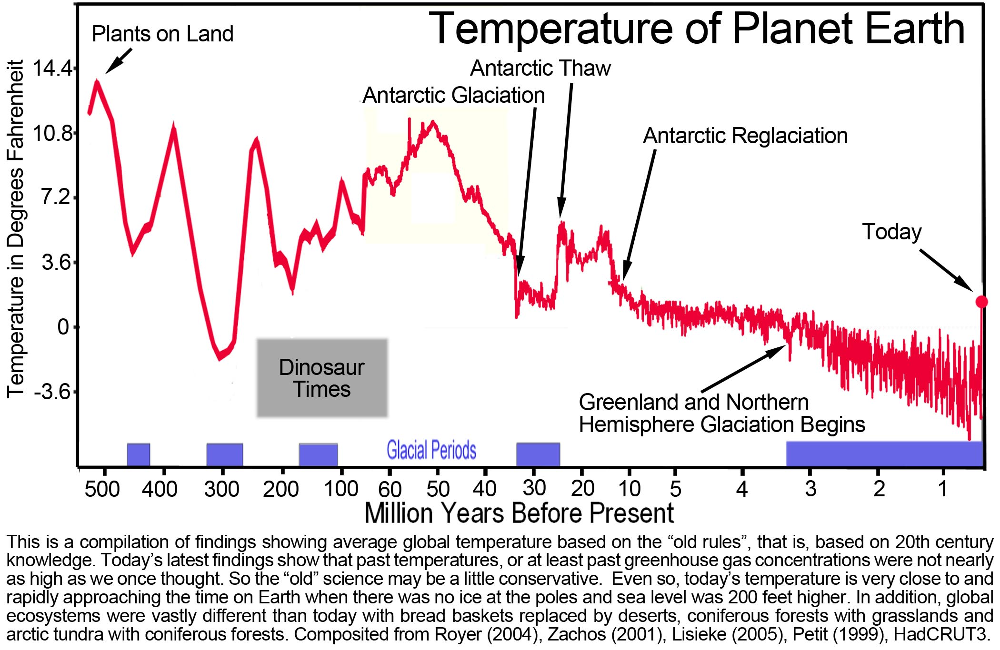 Temperature of Planet Earth
Plants on Land
Antarctic Thaw
Antarctic Glaciation
Antarctic Reglaciation
Today
Temperature in Degrees Fahrenheit
14.4
10.8
7.2
3.6
0
-3.6
Dinosaur
Times
Greenland and Northern
Hemisphere Glaciation Begins
Glacial Periods
500 400 300 200 100 60 50 40 30 20 10 5 4 3 2 1
Million Years Before Present
This is a compilation of findings showing average global temperature based on the “old rules”, that is, based on 20th century
knowledge. Today’s latest findings show that past temperatures, or at least past greenhouse gas concentrations were not nearly
as high as we once thought. So the “old” science may be a little conservative.  Even so, today’s temperature is very close to and
rapidly approaching the time on Earth when there was no ice at the poles and sea level was 200 feet higher. In addition, global
ecosystems were vastly different than today with bread baskets replaced by deserts, coniferous forests with grasslands and
arctic tundra with coniferous forests. Composited from Royer (2004), Zachos (2001), Lisieke (2005), Petit (1999), HadCRUT3.